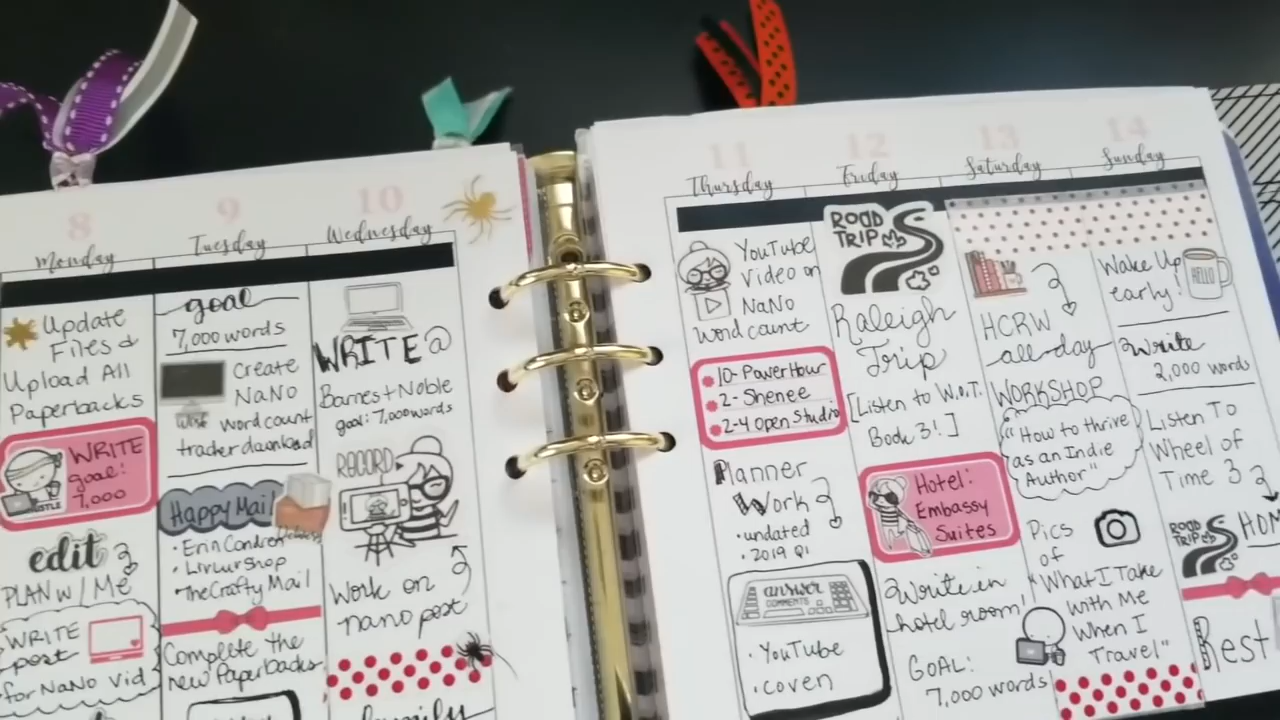 8
Monday
Update
Files &
Upload All
Paperbacks
WRITE
goal:
7,000
HUSTLE
edit
PLAN w/ Me
WRITE
post
for NaNo Vid
9
Tuesday
goal
7,000 words
Create
NaNo
word count
tracker download
Happy Mail
• Erin Condren
• Livurshop
• The Crafty Mail
Complete the
new Paperbacks
10
Wednesday
WRITE @
Barnes + Noble
goal: 7,000 words
RECORD
Work on
nano post
family
11
Thursday
YouTube
Video on
NaNo
word count
10- Power Hour
2- Shenee
2-4 Open Studio
Planner
Work
• undated
• 2019 Q1
answer
COMMENTS
• YouTube
• coven
12
Friday
ROAD
TRIP
Raleigh
Trip
[Listen to W.O.T.
Book 3!]
Hotel:
Embassy
Suites
Write in
hotel room!
GOAL:
7,000 words
13
Saturday
HCRW
all day
WORKSHOP
"How to thrive
as an Indie
Author"
Pics
of
"What I Take
with Me
When I
Travel"
14
Sunday
Wake Up
early!
HELLO
Write
2,000 words
Listen To
Wheel of
Time 3
ROAD
TRIP
Rest